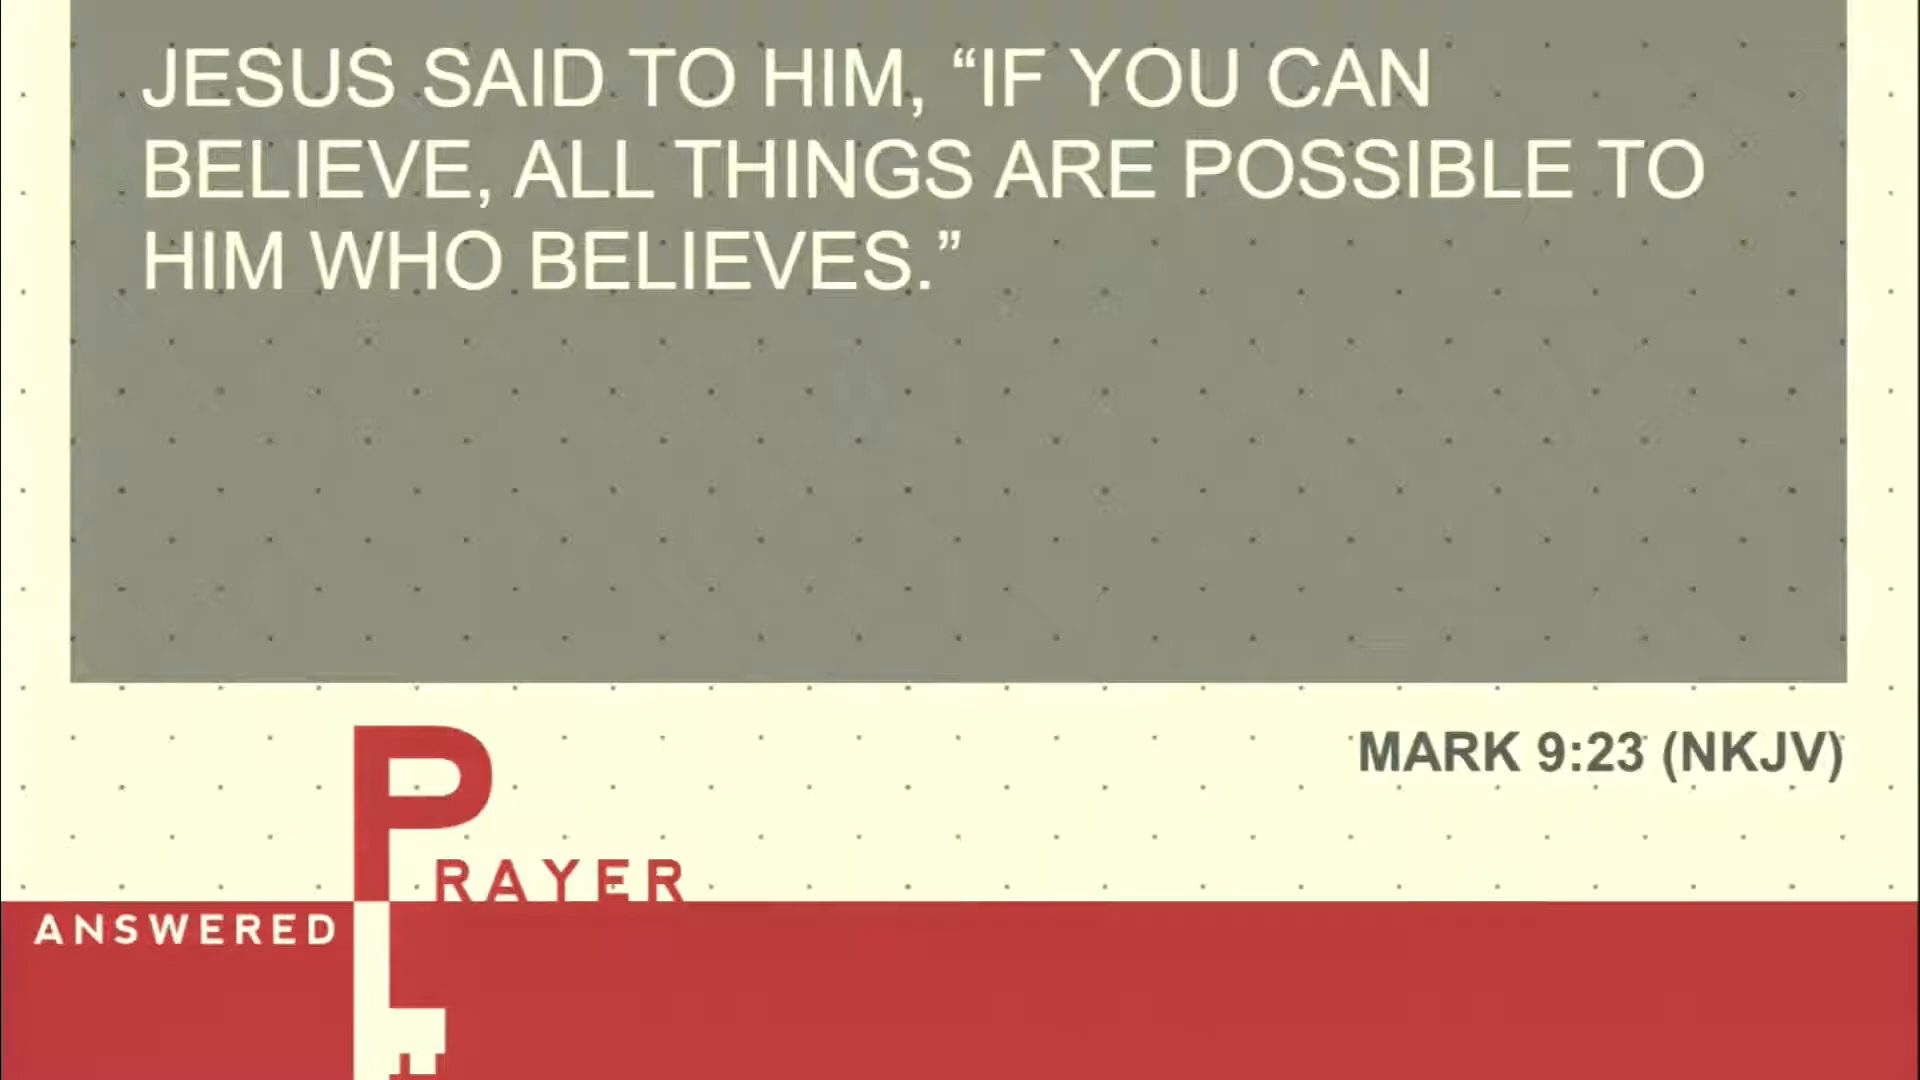 JESUS SAID TO HIM, “IF YOU CAN
BELIEVE, ALL THINGS ARE POSSIBLE TO
HIM WHO BELIEVES.”
MARK 9:23 (NKJV)
ANSWERED
PRAYER